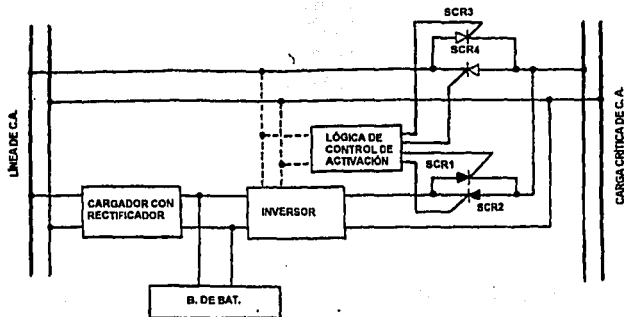 SCR3
SCR4
LÍNEA DE C.A.
LÓGICA DE
CONTROL DE
ACTIVACIÓN
CARGA CRÍTICA DE C.A.
SCR1
CARGADOR CON
RECTIFICADOR
INVERSOR
SCR2
B. DE BAT.